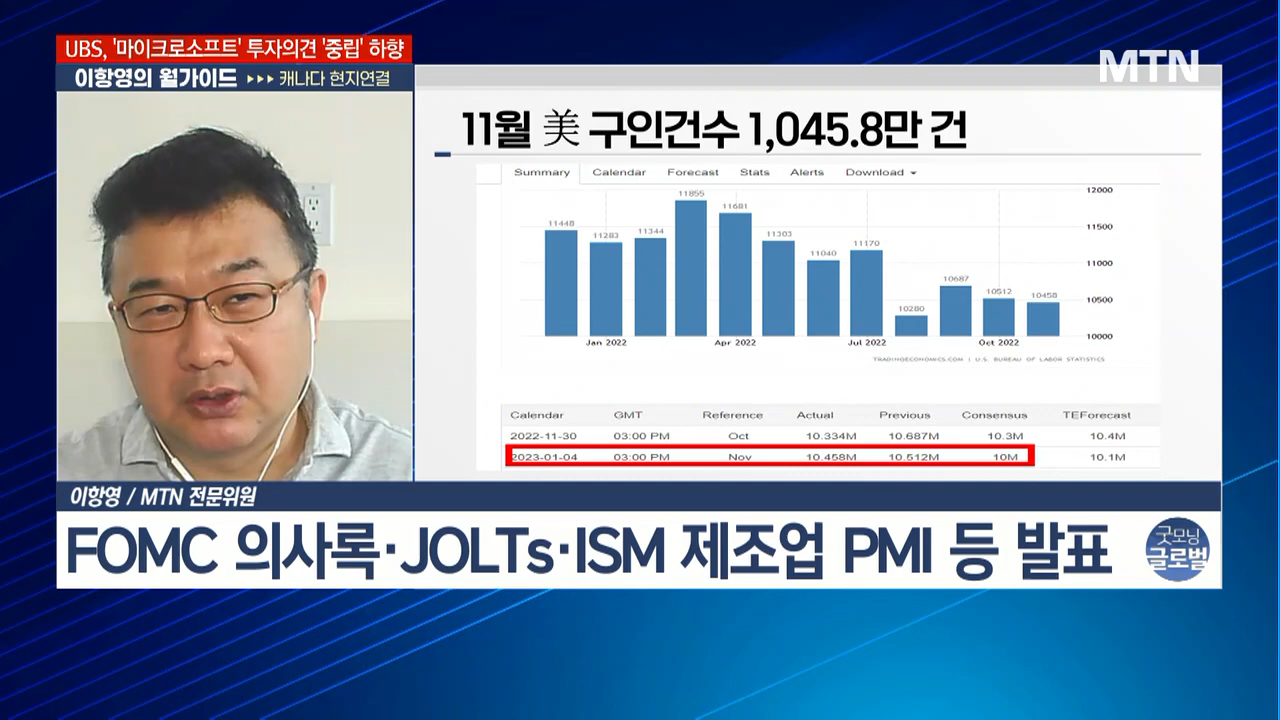 UBS, '마이크로소프트' 투자의견 '중립' 하향
이항영의 월가이드 ▸▸▸ 캐나다 현지연결
MTN
11월 美 구인건수 1,045.8만 건
Summary Calendar Forecast Stats Alerts Download
11448 11283 11344 11855 11681 11303 11040 11170 10280 10687 10512 10458
12000
11500
11000
10500
10000
Jan 2022 Apr 2022 Jul 2022 Oct 2022
TRADINGECONOMICS.COM | U.S. BUREAU OF LABOR STATISTICS
Calendar GMT Reference Actual Previous Consensus TEForecast
2022-11-30 03:00 PM Oct 10.334M 10.687M 10.3M 10.4M
2023-01-04 03:00 PM Nov 10.458M 10.512M 10M 10.1M
이항영 / MTN 전문위원
FOMC 의사록·JOLTs·ISM 제조업 PMI 등 발표
굿모닝
글로벌